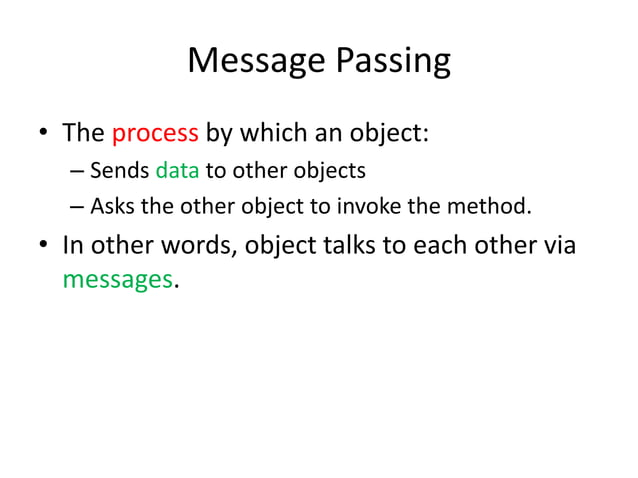 Message Passing
• The process by which an object:
– Sends data to other objects
– Asks the other object to invoke the method.
• In other words, object talks to each other via
messages.